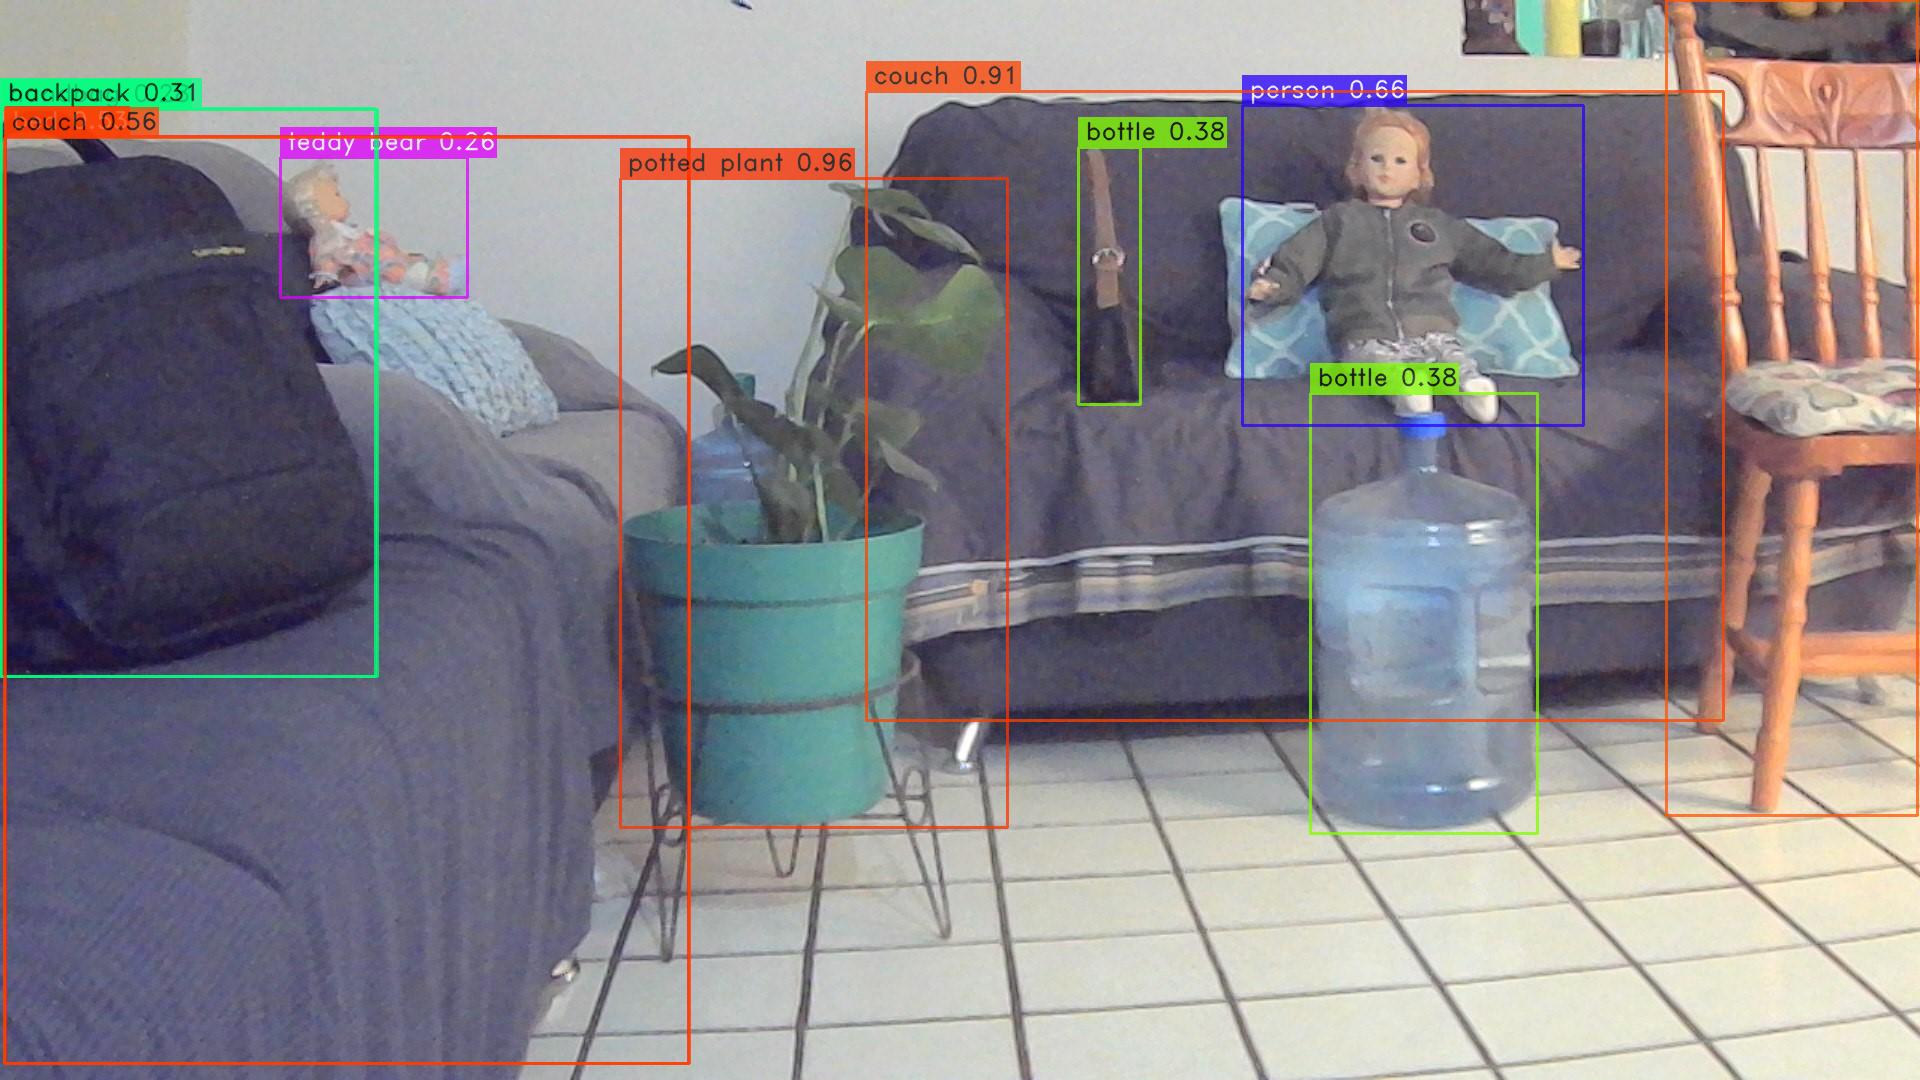 backpack 0.31
couch 0.56
teddy bear 0.26
potted plant 0.96
couch 0.91
bottle 0.38
person 0.66
bottle 0.38